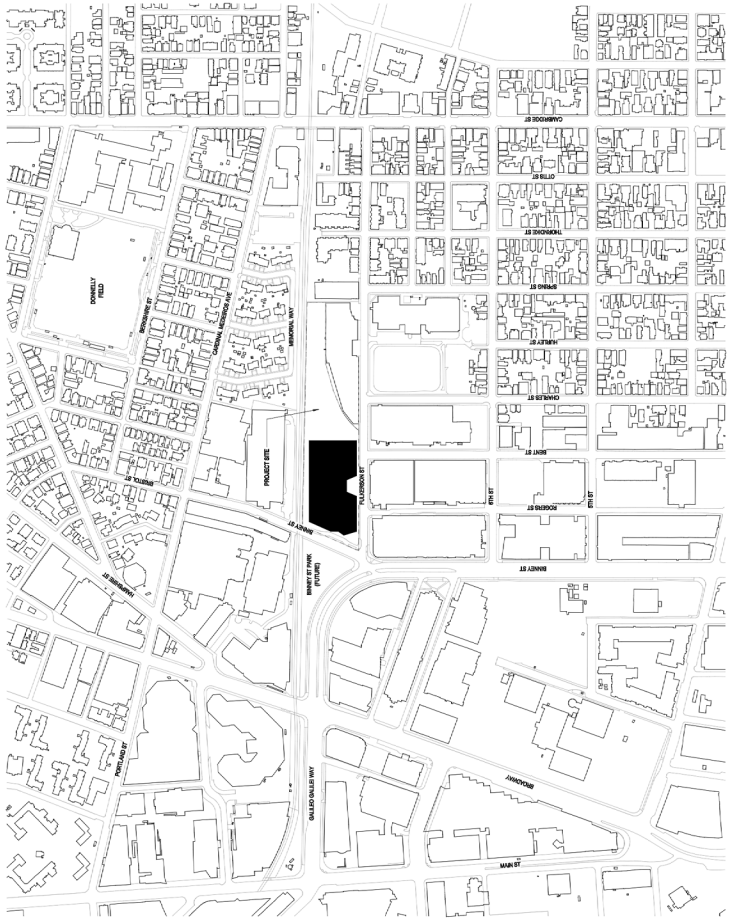 CAMBRIDGE ST
OTTIS ST
THORNDIKE ST
SPRING ST
DONNELLY
FIELD
BERKSHIRE ST
CARDINAL MEDEIROS AVE
MEMORIAL WAY
HURLEY ST
CHARLES ST
PROJECT SITE
FULKERSON ST
BENT ST
BRISTOL ST
6TH ST
5TH ST
ROGERS ST
BINNEY ST
BINNEY ST PARK
(FUTURE)
BINNEY ST
HAMPSHIRE ST
PORTLAND ST
GALILEO GALILEI WAY
BROADWAY
MAIN ST